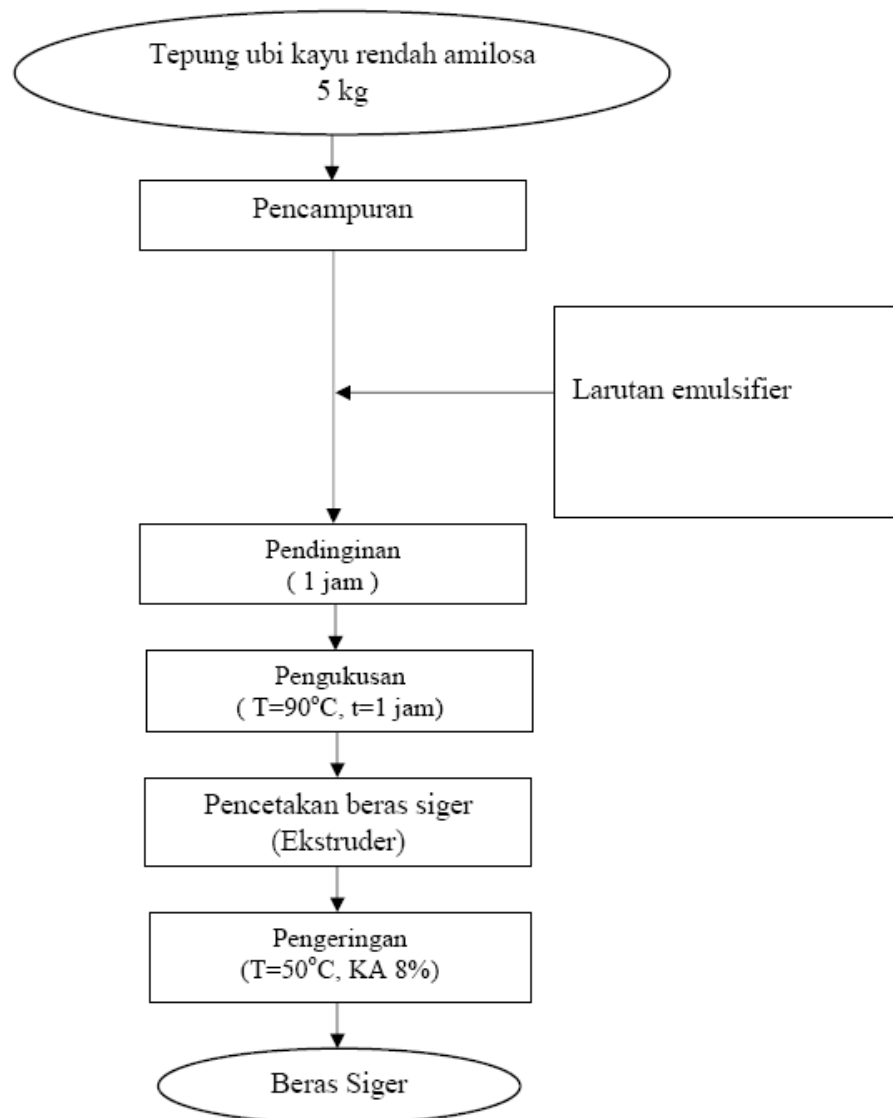 Tepung ubi kayu rendah amilosa
5 kg
Pencampuran
Larutan emulsifier
Pendinginan
( 1 jam )
Pengukusan
( T=90°C, t=1 jam)
Pencetakan beras siger
(Ekstruder)
Pengeringan
(T=50°C, KA 8%)
Beras Siger